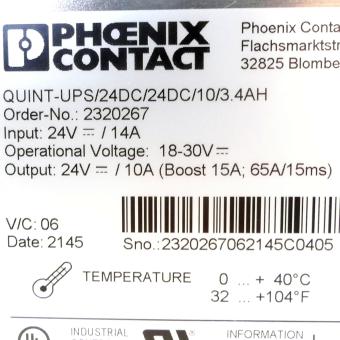 PHŒNIX
CONTACT
Phoenix Conta
Flachsmarktstr
32825 Blombe
QUINT-UPS/24DC/24DC/10/3.4AH
Order-No.: 2320267
Input: 24V ⎓ / 14A
Operational Voltage: 18-30V⎓
Output: 24V ⎓ / 10A (Boost 15A; 65A/15ms)
V/C: 06
Date: 2145
Sno.:2320267062145C0405
TEMPERATURE 0 ... + 40°C
32 ... +104°F
UL INDUSTRIAL INFORMATION